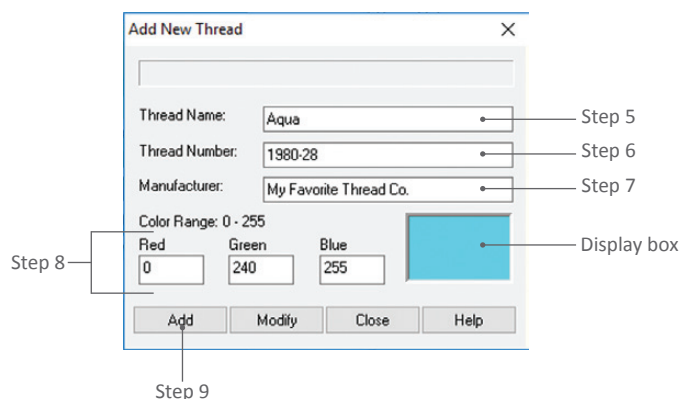 Add New Thread
Thread Name: Aqua Step 5
Thread Number: 1980-28 Step 6
Manufacturer: My Favorite Thread Co. Step 7
Color Range: 0 - 255
Red Green Blue
Display box
Step 8
0 240 255
Add Modify Close Help
Step 9